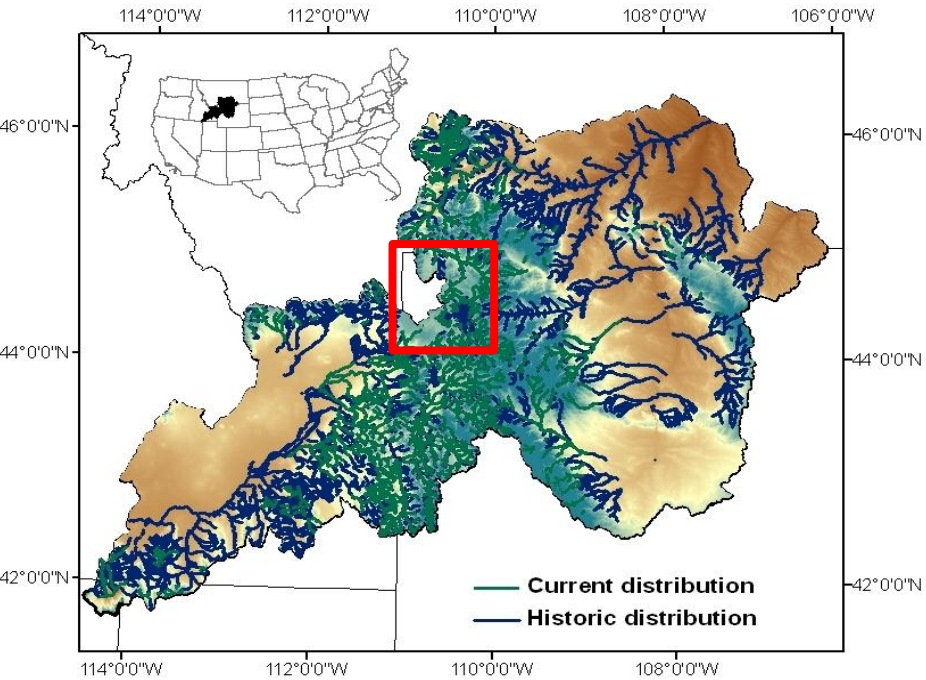 114°0'0"W 112°0'0"W 110°0'0"W 108°0'0"W 106°0'0"W
46°0'0"N 46°0'0"N
44°0'0"N 44°0'0"N
42°0'0"N 42°0'0"N
Current distribution
Historic distribution
114°0'0"W 112°0'0"W 110°0'0"W 108°0'0"W